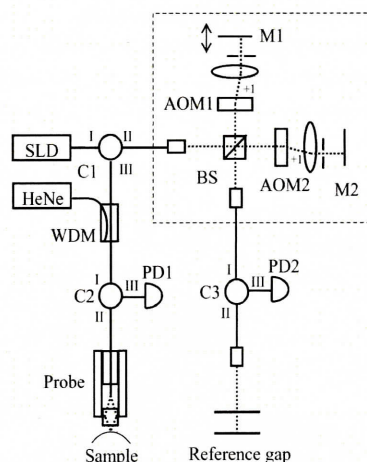 M1
+1
AOM1
I
II
SLD
C1
III
BS
+1
AOM2
M2
HeNe
WDM
I
III
PD1
C2
II
I
III
PD2
C3
II
Probe
Sample
Reference gap